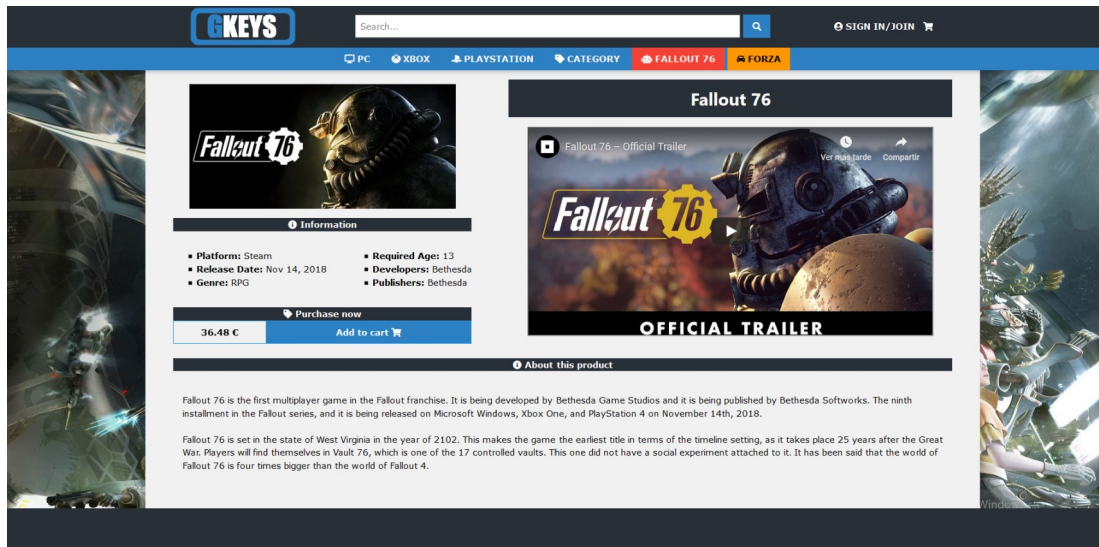 GKEYS
Search...
SIGN IN/JOIN
PC XBOX PLAYSTATION CATEGORY FALLOUT 76 FORZA
Fallout 76
Fallout 76
Information
Platform: Steam
Release Date: Nov 14, 2018
Genre: RPG
Required Age: 13
Developers: Bethesda
Publishers: Bethesda
Purchase now
36.48 € Add to cart
Fallout 76 – Official Trailer
Ver más tarde Compartir
Fallout 76
OFFICIAL TRAILER
About this product
Fallout 76 is the first multiplayer game in the Fallout franchise. It is being developed by Bethesda Game Studios and it is being published by Bethesda Softworks. The ninth
installment in the Fallout series, and it is being released on Microsoft Windows, Xbox One, and PlayStation 4 on November 14th, 2018.
Fallout 76 is set in the state of West Virginia in the year of 2102. This makes the game the earliest title in terms of the timeline setting, as it takes place 25 years after the Great
War. Players will find themselves in Vault 76, which is one of the 17 controlled vaults. This one did not have a social experiment attached to it. It has been said that the world of
Fallout 76 is four times bigger than the world of Fallout 4.